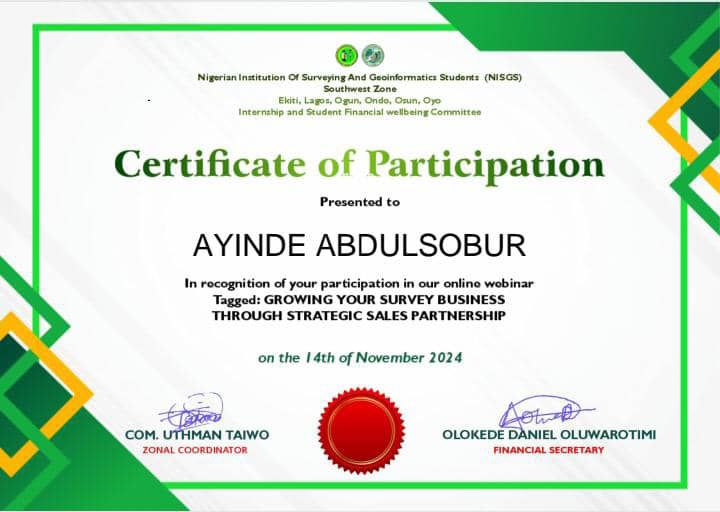 Nigerian Institution Of Surveying And Geoinformatics Students (NISGS)
Southwest Zone
Ekiti, Lagos, Ogun, Ondo, Osun, Oyo
Internship and Student Financial wellbeing Committee
Certificate of Participation
Presented to
AYINDE ABDULSOBUR
In recognition of your participation in our online webinar
Tagged: GROWING YOUR SURVEY BUSINESS
THROUGH STRATEGIC SALES PARTNERSHIP
on the 14th of November 2024
COM. UTHMAN TAIWO
ZONAL COORDINATOR
OLOKEDE DANIEL OLUWAROTIMI
FINANCIAL SECRETARY